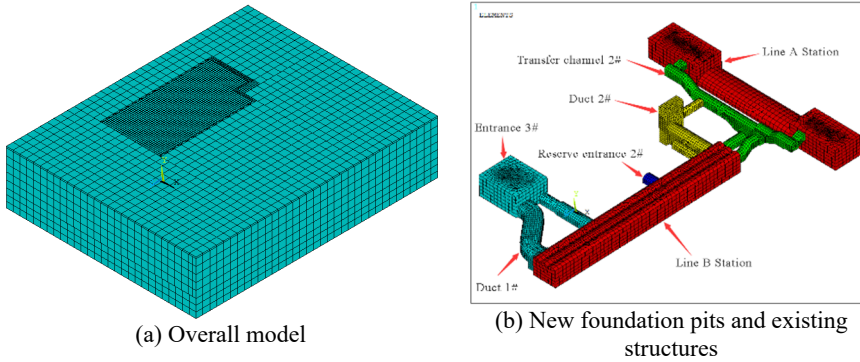 ELEMENTS
Line A Station
Transfer channel 2#
Duct 2#
Entrance 3#
Reserve entrance 2#
Line B Station
Duct 1#
(a) Overall model
(b) New foundation pits and existing
structures